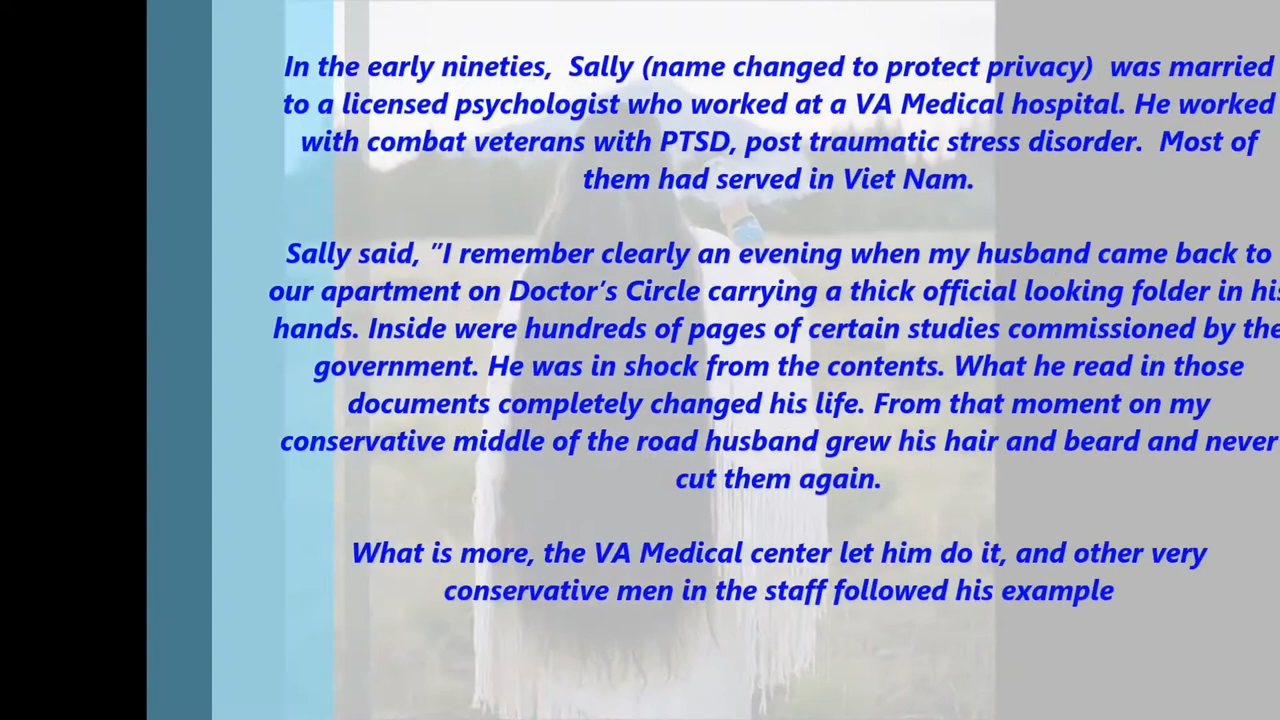 In the early nineties,  Sally (name changed to protect privacy)  was married
to a licensed psychologist who worked at a VA Medical hospital. He worked
with combat veterans with PTSD, post traumatic stress disorder.  Most of
them had served in Viet Nam.
Sally said, ”I remember clearly an evening when my husband came back to
our apartment on Doctor’s Circle carrying a thick official looking folder in his
hands. Inside were hundreds of pages of certain studies commissioned by the
government. He was in shock from the contents. What he read in those
documents completely changed his life. From that moment on my
conservative middle of the road husband grew his hair and beard and never
cut them again.
What is more, the VA Medical center let him do it, and other very
conservative men in the staff followed his example